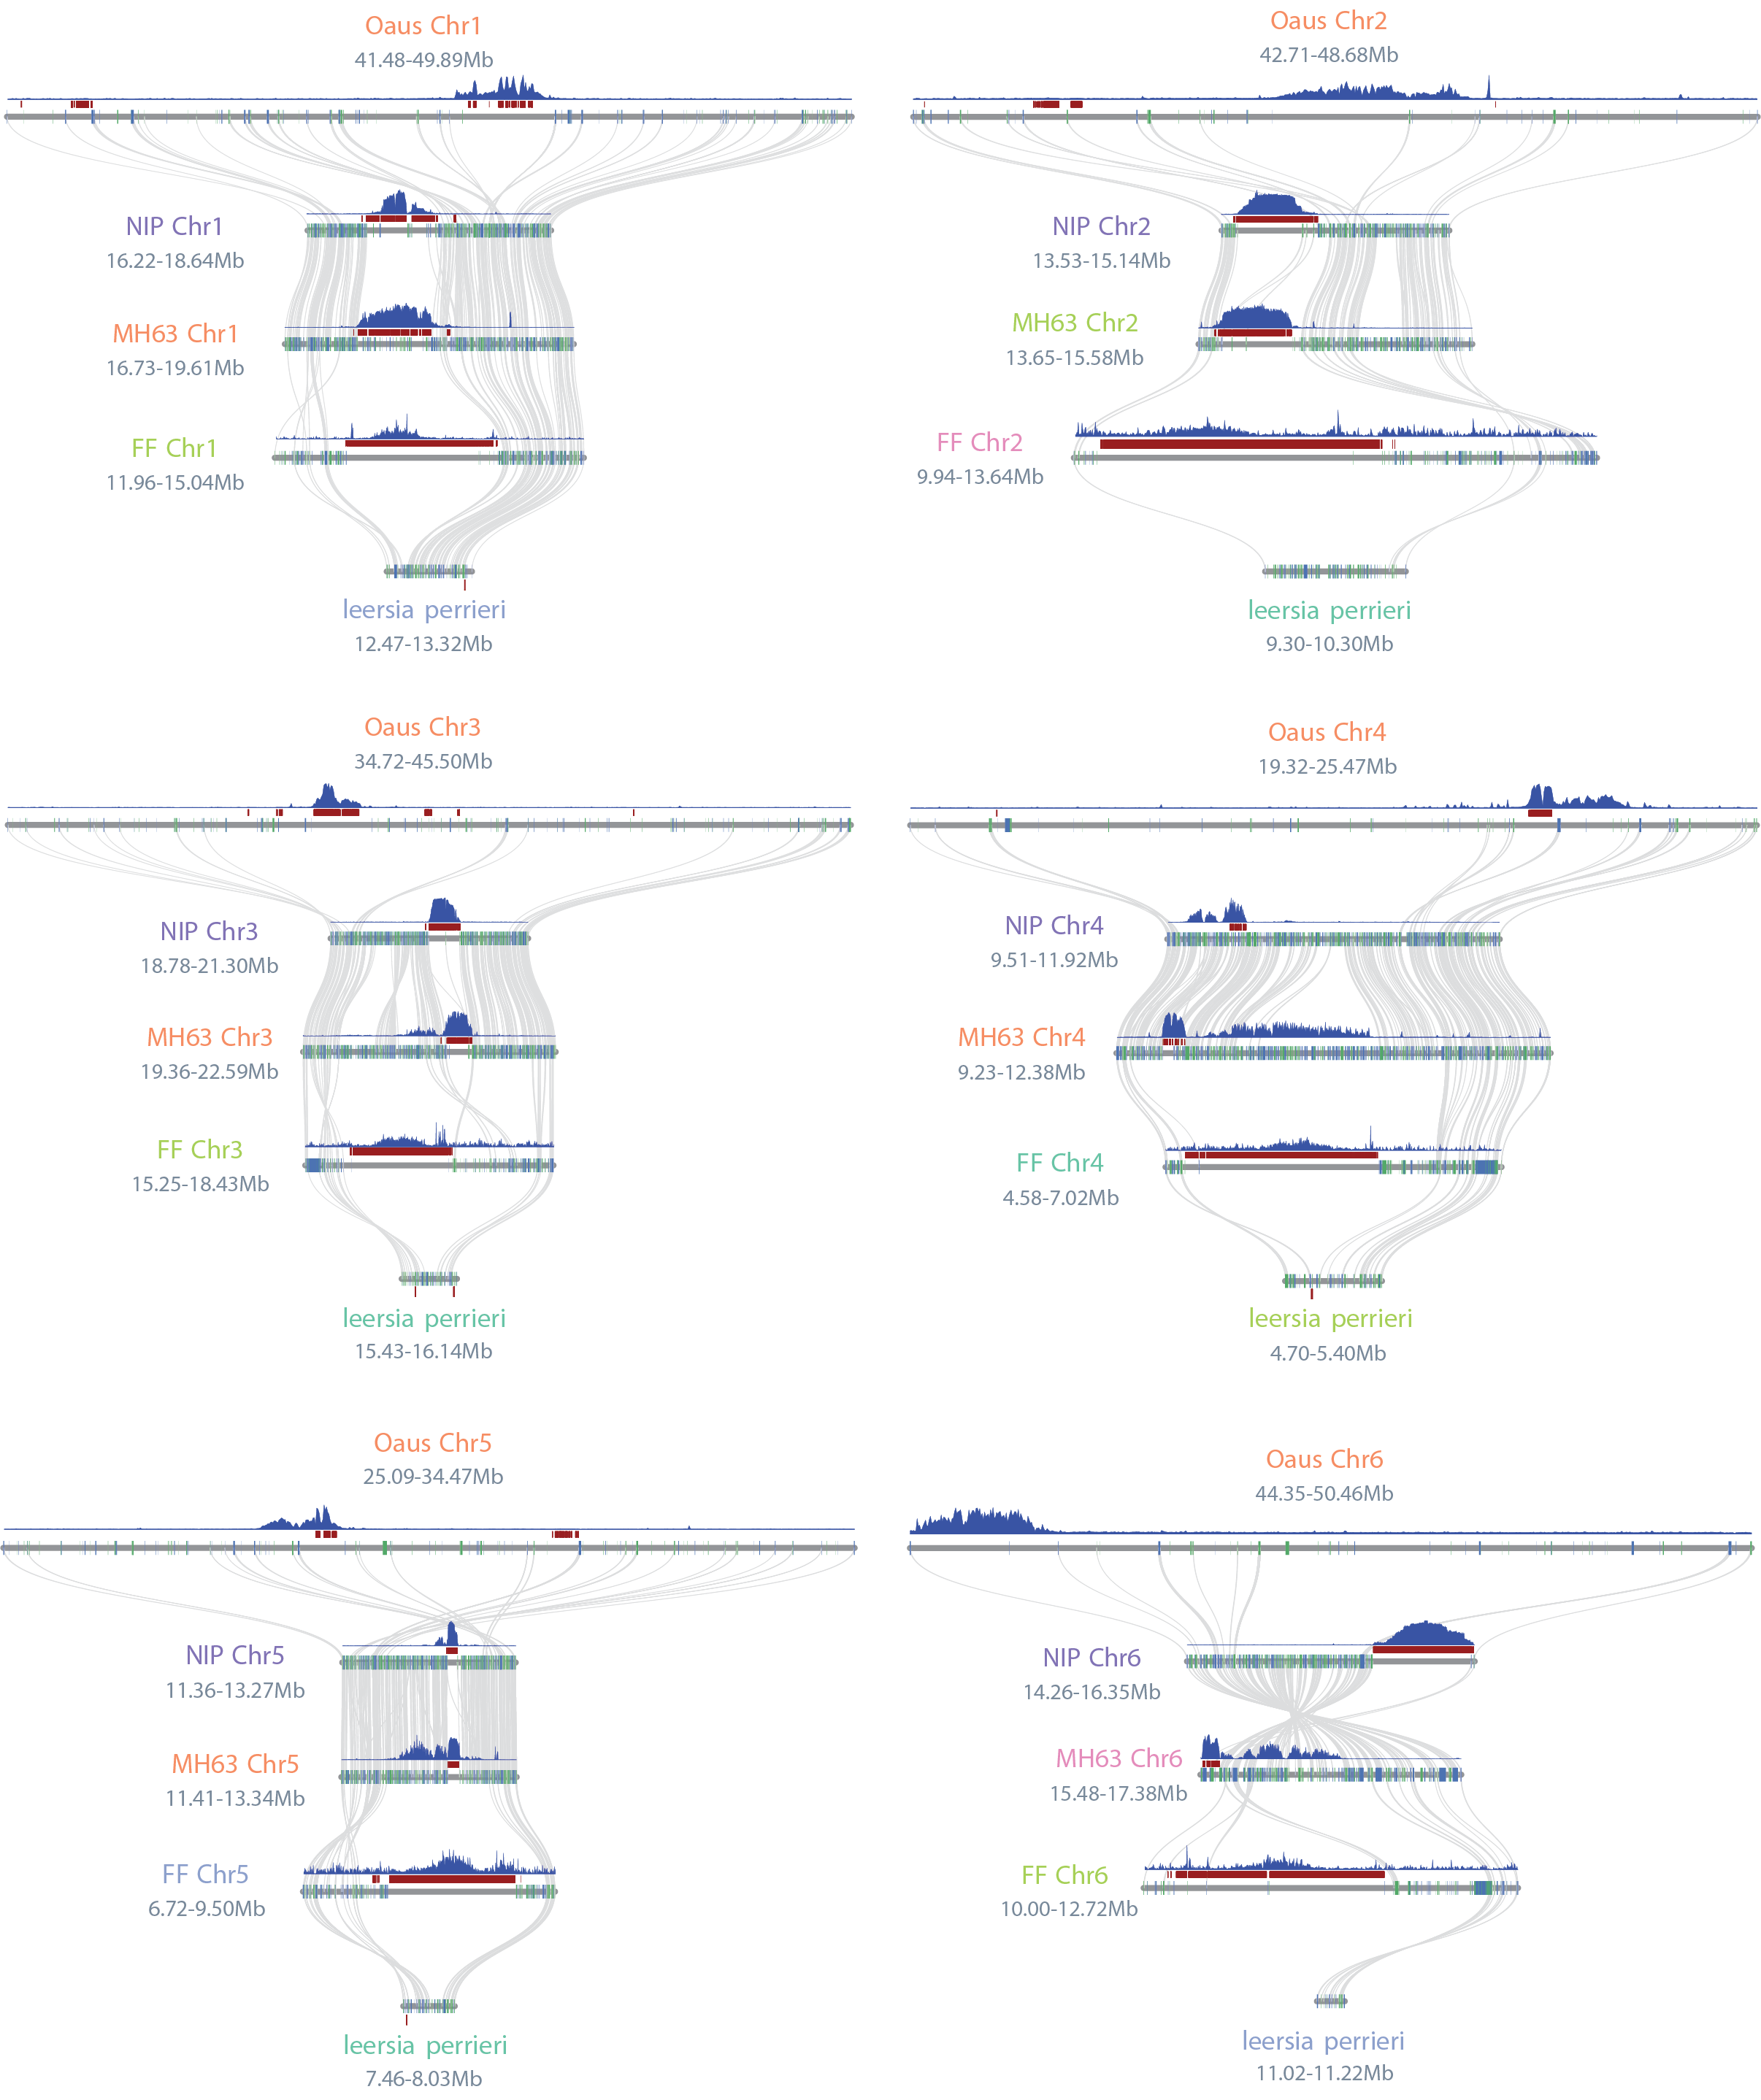 Oaus Chr1
41.48-49.89Mb
NIP Chr1
16.22-18.64Mb
MH63 Chr1
16.73-19.61Mb
FF Chr1
11.96-15.04Mb
leersia perrieri
12.47-13.32Mb
Oaus Chr2
42.71-48.68Mb
NIP Chr2
13.53-15.14Mb
MH63 Chr2
13.65-15.58Mb
FF Chr2
9.94-13.64Mb
leersia perrieri
9.30-10.30Mb
Oaus Chr3
34.72-45.50Mb
NIP Chr3
18.78-21.30Mb
MH63 Chr3
19.36-22.59Mb
FF Chr3
15.25-18.43Mb
leersia perrieri
15.43-16.14Mb
Oaus Chr4
19.32-25.47Mb
NIP Chr4
9.51-11.92Mb
MH63 Chr4
9.23-12.38Mb
FF Chr4
4.58-7.02Mb
leersia perrieri
4.70-5.40Mb
Oaus Chr5
25.09-34.47Mb
NIP Chr5
11.36-13.27Mb
MH63 Chr5
11.41-13.34Mb
FF Chr5
6.72-9.50Mb
leersia perrieri
7.46-8.03Mb
Oaus Chr6
44.35-50.46Mb
NIP Chr6
14.26-16.35Mb
MH63 Chr6
15.48-17.38Mb
FF Chr6
10.00-12.72Mb
leersia perrieri
11.02-11.22Mb